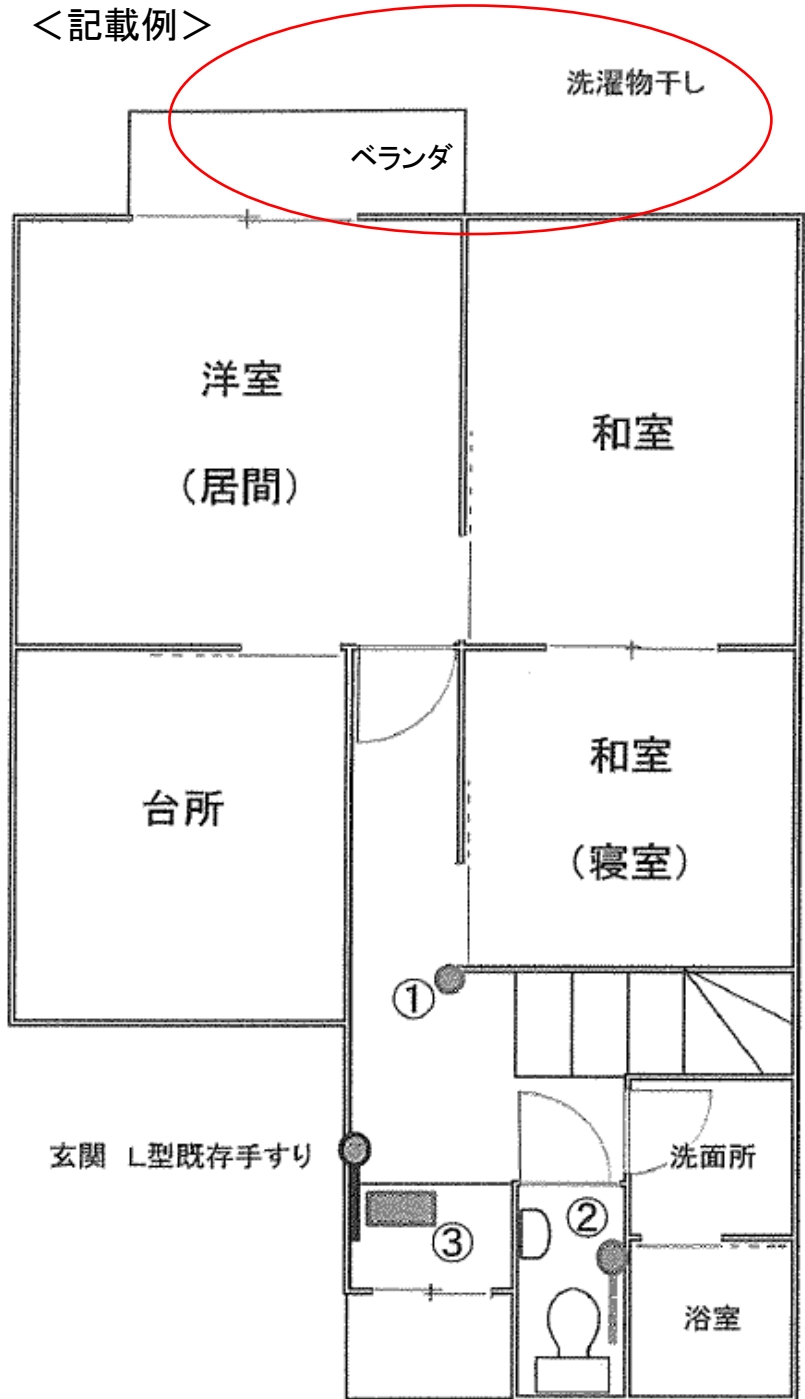 ＜記載例＞
洗濯物干し
ベランダ
洋室
（居間）
和室
和室
（寝室）
台所
①
玄関　L型既存手すり
洗面所
②
③
浴室